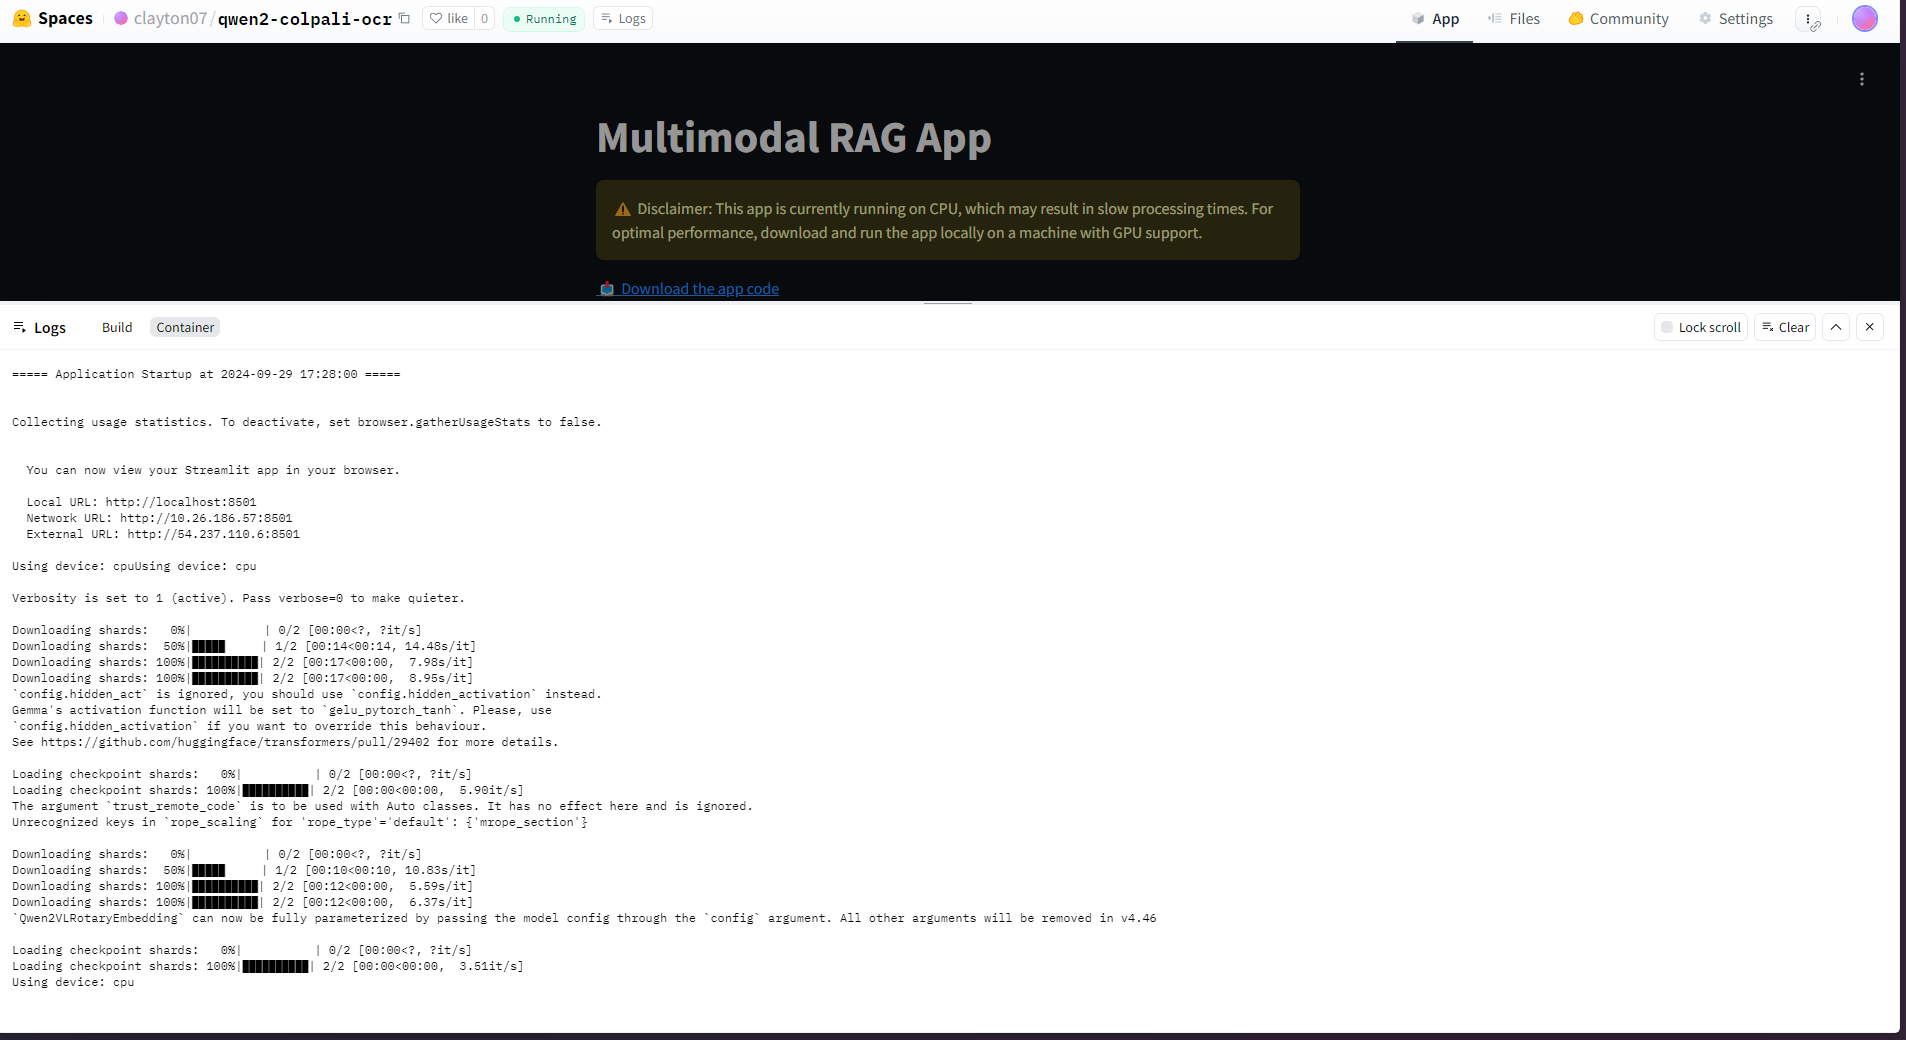 Spaces clayton07/qwen2-colpali-ocr like 0 Running Logs App Files Community Settings
Multimodal RAG App
⚠ Disclaimer: This app is currently running on CPU, which may result in slow processing times. For
optimal performance, download and run the app locally on a machine with GPU support.
Download the app code
Logs Build Container Lock scroll Clear
===== Application Startup at 2024-09-29 17:28:00 =====
Collecting usage statistics. To deactivate, set browser.gatherUsageStats to false.
You can now view your Streamlit app in your browser.
Local URL: http://localhost:8501
Network URL: http://10.26.186.57:8501
External URL: http://54.237.110.6:8501
Using device: cpuUsing device: cpu
Verbosity is set to 1 (active). Pass verbose=0 to make quieter.
Downloading shards:   0%|          | 0/2 [00:00<?, ?it/s]
Downloading shards:  50%|█████     | 1/2 [00:14<00:14, 14.48s/it]
Downloading shards: 100%|██████████| 2/2 [00:17<00:00,  7.98s/it]
Downloading shards: 100%|██████████| 2/2 [00:17<00:00,  8.95s/it]
`config.hidden_act` is ignored, you should use `config.hidden_activation` instead.
Gemma's activation function will be set to `gelu_pytorch_tanh`. Please, use
`config.hidden_activation` if you want to override this behaviour.
See https://github.com/huggingface/transformers/pull/29402 for more details.
Loading checkpoint shards:   0%|          | 0/2 [00:00<?, ?it/s]
Loading checkpoint shards: 100%|██████████| 2/2 [00:00<00:00,  5.90it/s]
The argument `trust_remote_code` is to be used with Auto classes. It has no effect here and is ignored.
Unrecognized keys in `rope_scaling` for 'rope_type'='default': {'mrope_section'}
Downloading shards:   0%|          | 0/2 [00:00<?, ?it/s]
Downloading shards:  50%|█████     | 1/2 [00:10<00:10, 10.83s/it]
Downloading shards: 100%|██████████| 2/2 [00:12<00:00,  5.59s/it]
Downloading shards: 100%|██████████| 2/2 [00:12<00:00,  6.37s/it]
`Qwen2VLRotaryEmbedding` can now be fully parameterized by passing the model config through the `config` argument. All other arguments will be removed in v4.46
Loading checkpoint shards:   0%|          | 0/2 [00:00<?, ?it/s]
Loading checkpoint shards: 100%|██████████| 2/2 [00:00<00:00,  3.51it/s]
Using device: cpu